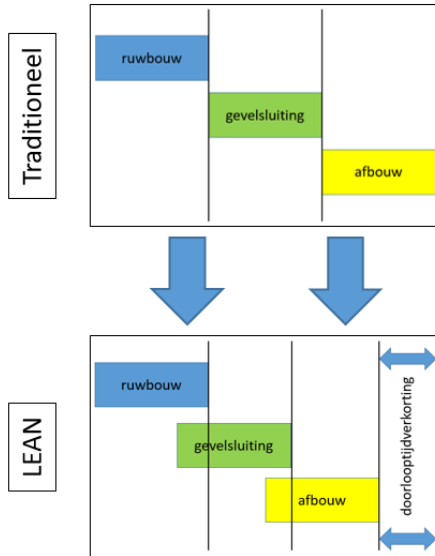 Traditioneel
ruwbouw
gevelsluiting
afbouw
LEAN
ruwbouw
gevelsluiting
afbouw
doorlooptijdverkorting